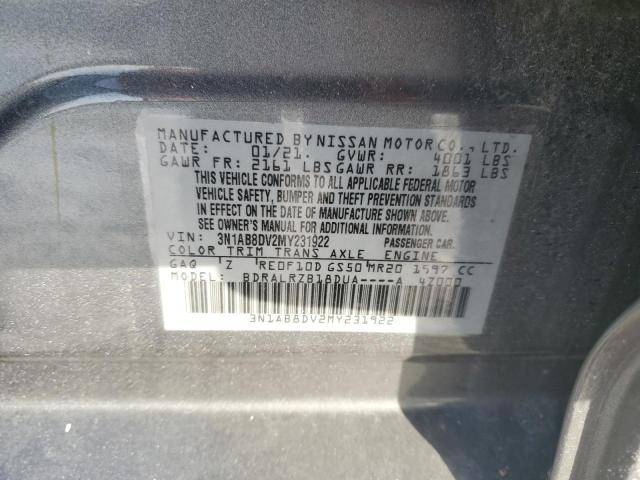 MANUFACTURED BY NISSAN MOTOR CO., LTD.
DATE: 01/21. GVWR: 4001 LBS
GAWR FR: 2161 LBS GAWR RR: 1863 LBS
THIS VEHICLE CONFORMS TO ALL APPLICABLE FEDERAL MOTOR
VEHICLE SAFETY, BUMPER AND THEFT PREVENTION STANDARDS
IN EFFECT ON THE DATE OF MANUFACTURE SHOWN ABOVE.
SEE OWNER'S MANUAL FOR ADDITIONAL INFORMATION.
VIN: 3N1AB8DV2MY231922 PASSENGER CAR.
COLOR TRIM TRANS AXLE ENGINE
GAQ Z RE0F10D GS50 MR20 1597 CC
BDRALRZB18DUA----A 4Z000
3N1AB8DV2MY231922